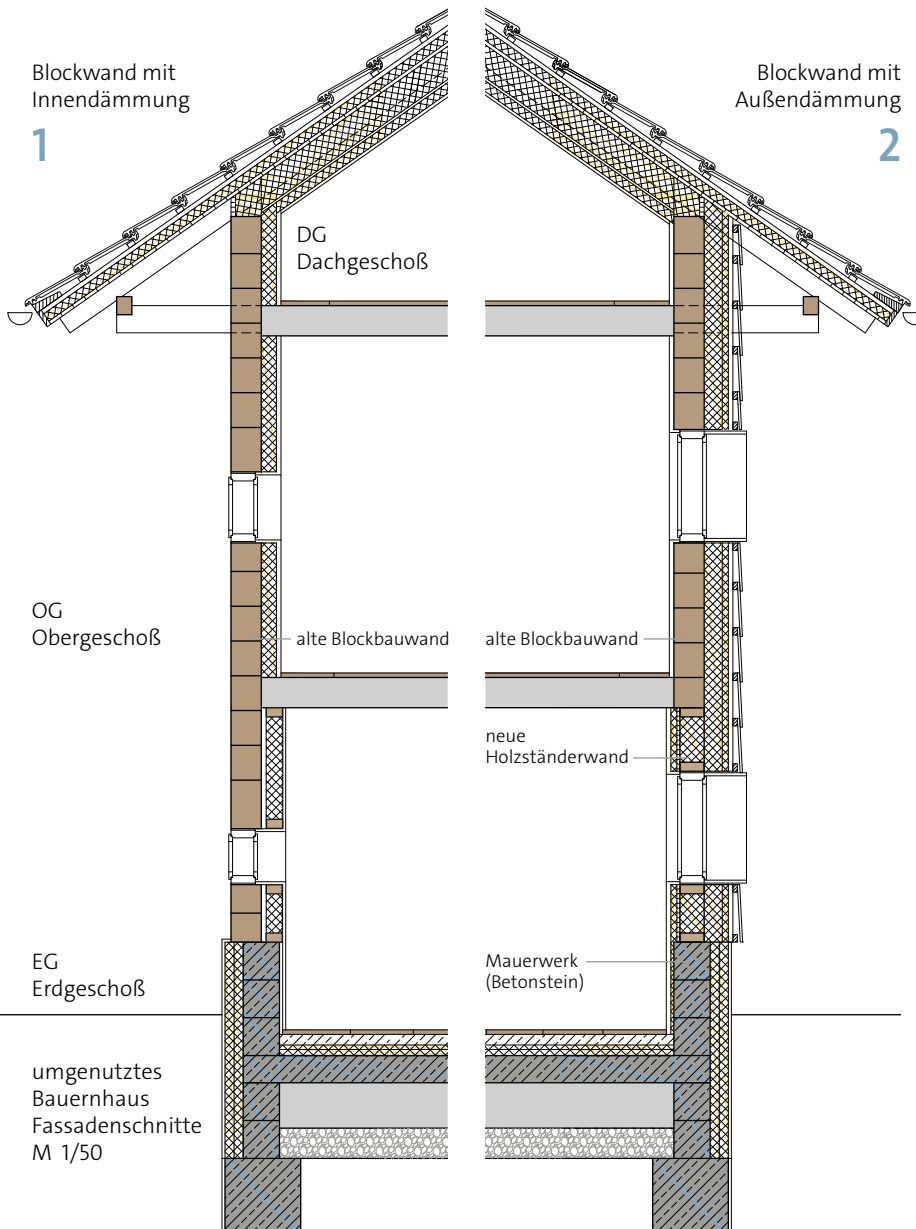 Blockwand mit
Innendämmung
1
Blockwand mit
Außendämmung
2
DG
Dachgeschoß
OG
Obergeschoß
alte Blockbauwand
alte Blockbauwand
neue
Holzständerwand
EG
Erdgeschoß
Mauerwerk
(Betonstein)
umgenutztes
Bauernhaus
Fassadenschnitte
M 1/50